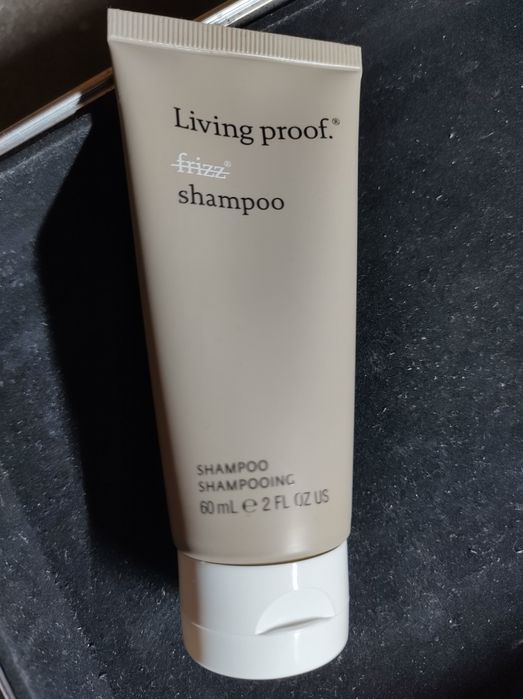 Living proof.®
frizz®
shampoo
SHAMPOO
SHAMPOOING
60 mL ℮ 2 FL OZ US